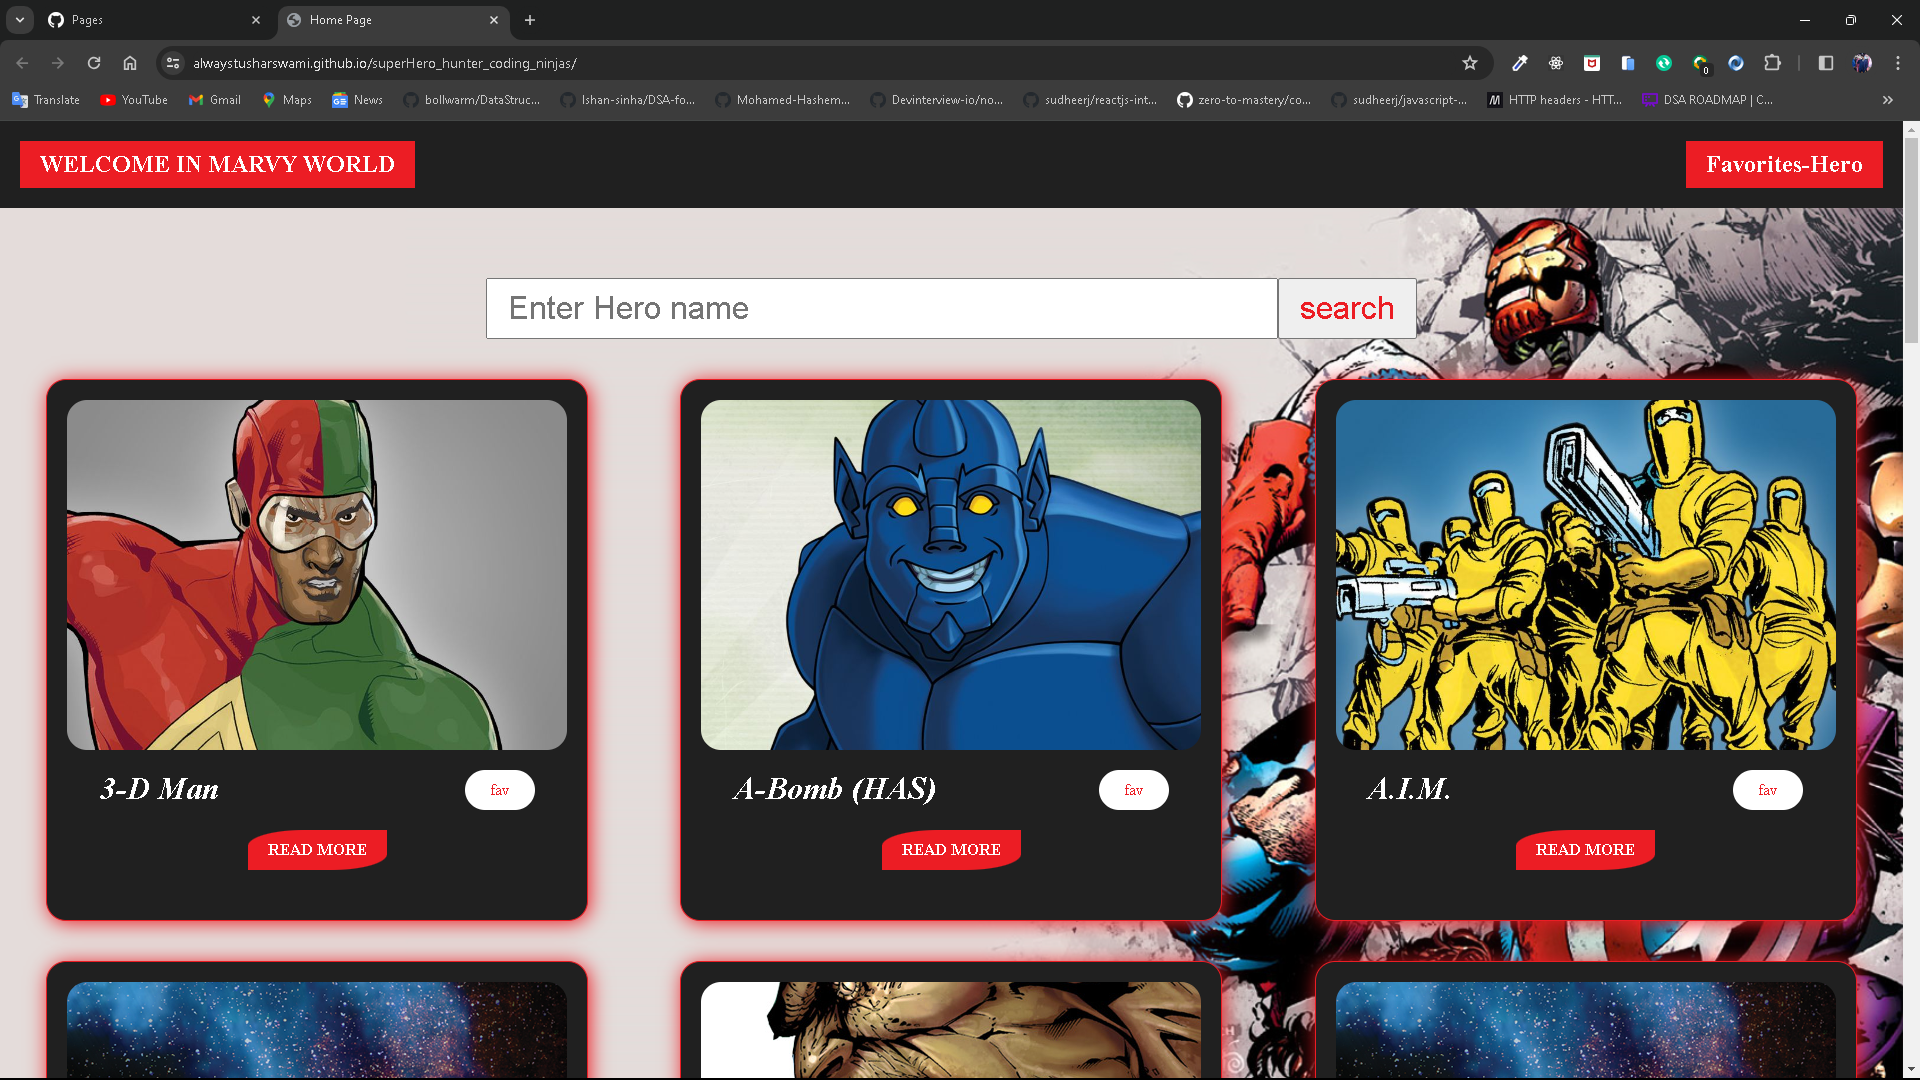 Pages
Home Page
alwaystusharswami.github.io/superHero_hunter_coding_ninjas/
0
Translate
YouTube
Gmail
Maps
News
bollwarm/DataStruc...
Ishan-sinha/DSA-fo...
Mohamed-Hashem...
Devinterview-io/no...
sudheerj/reactjs-int...
zero-to-mastery/co...
sudheerj/javascript-...
HTTP headers - HTT...
DSA ROADMAP | C...
WELCOME IN MARVY WORLD
Favorites-Hero
Enter Hero name
search
3-D Man
fav
READ MORE
A-Bomb (HAS)
fav
READ MORE
A.I.M.
fav
READ MORE